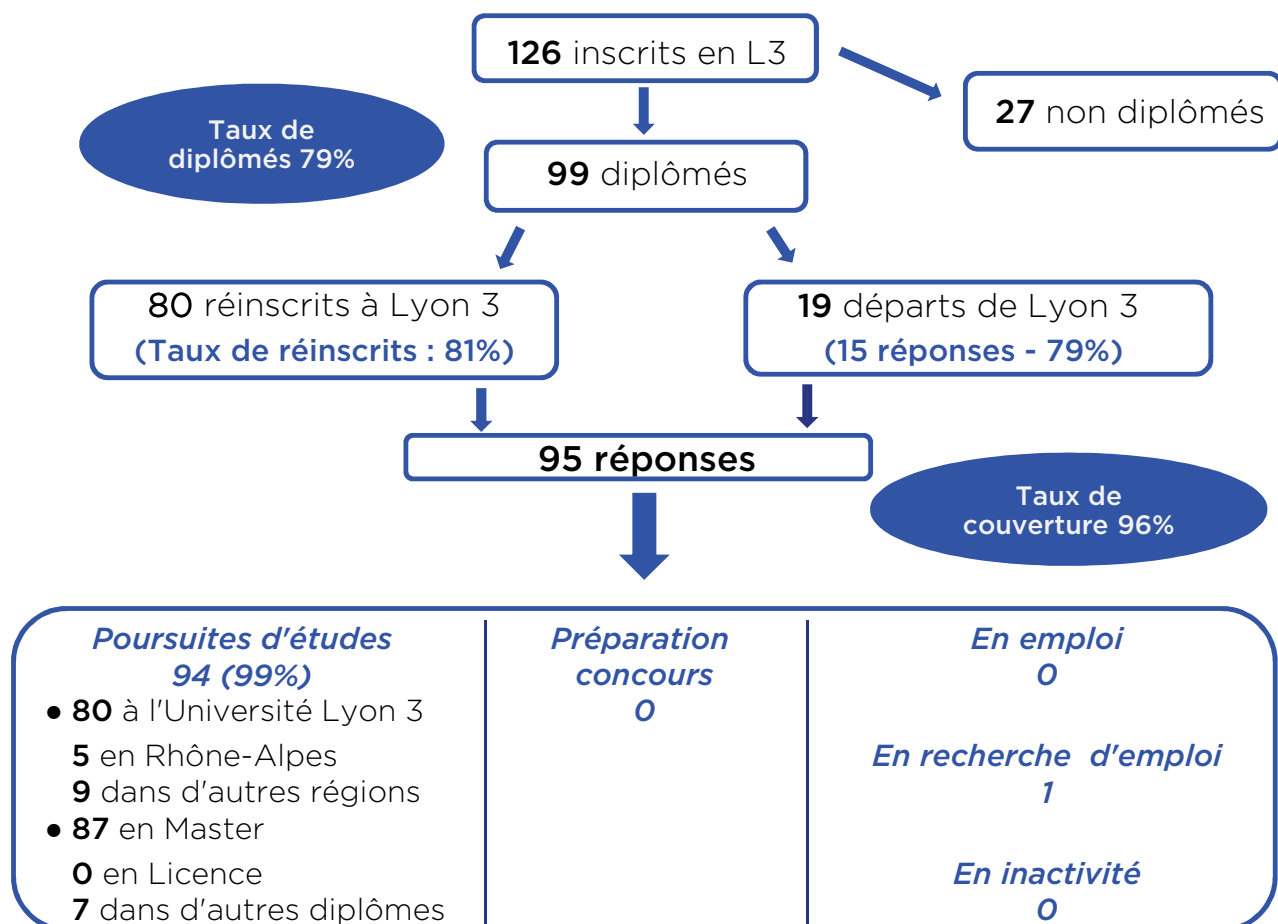 126 inscrits en L3
27 non diplômés
Taux de
diplômés 79%
99 diplômés
80 réinscrits à Lyon 3
(Taux de réinscrits : 81%)
19 départs de Lyon 3
(15 réponses - 79%)
95 réponses
Taux de
couverture 96%
Poursuites d'études
94 (99%)
● 80 à l'Université Lyon 3
5 en Rhône-Alpes
9 dans d'autres régions
● 87 en Master
0 en Licence
7 dans d'autres diplômes
Préparation
concours
0
En emploi
0
En recherche d'emploi
1
En inactivité
0